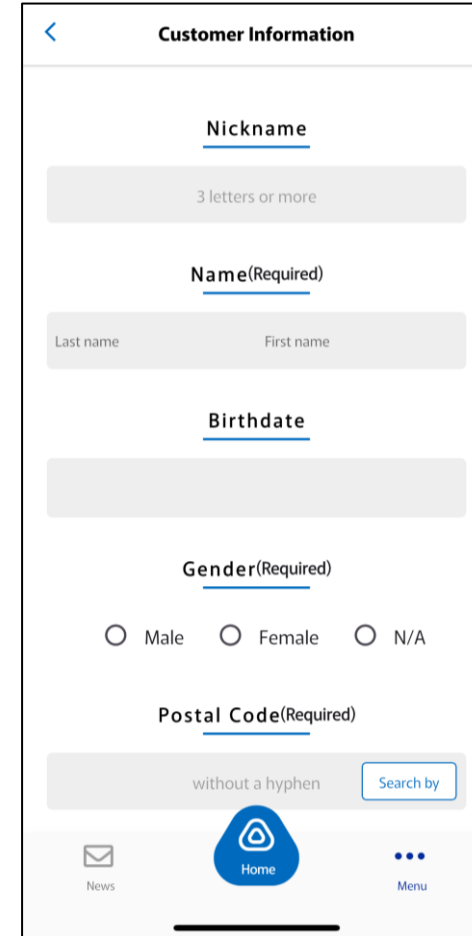 Customer Information
Nickname
3 letters or more
Name(Required)
Last name First name
Birthdate
Gender(Required)
Male Female N/A
Postal Code(Required)
without a hyphen Search by
News Home Menu